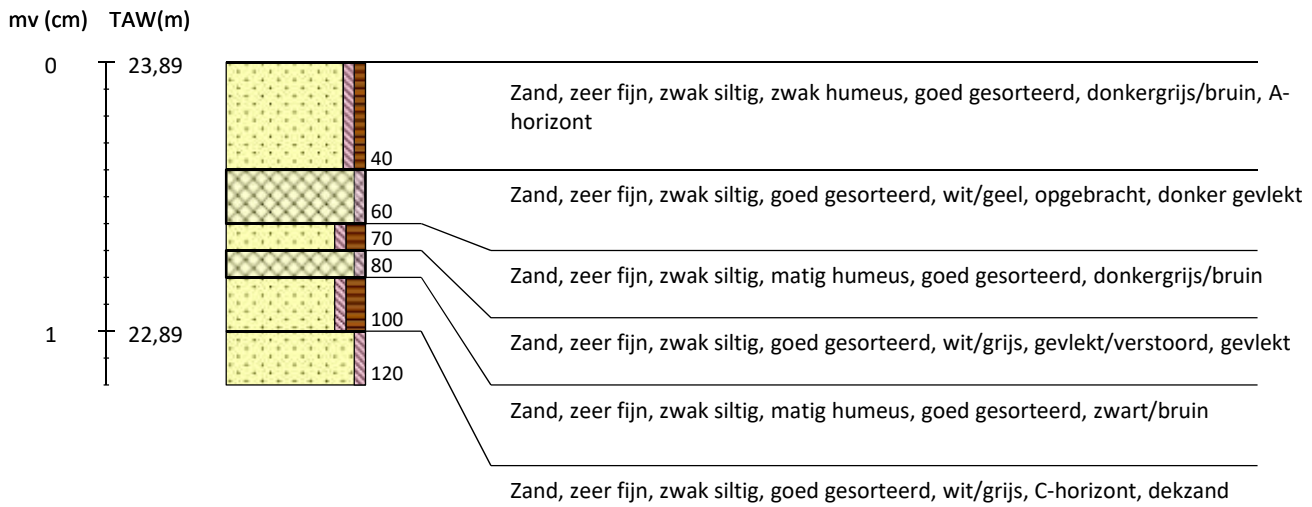 mv (cm) TAW(m)
0 23,89
Zand, zeer fijn, zwak siltig, zwak humeus, goed gesorteerd, donkergrijs/bruin, A-
horizont
40
Zand, zeer fijn, zwak siltig, goed gesorteerd, wit/geel, opgebracht, donker gevlekt
60
70
Zand, zeer fijn, zwak siltig, matig humeus, goed gesorteerd, donkergrijs/bruin
80
100
1 22,89
Zand, zeer fijn, zwak siltig, goed gesorteerd, wit/grijs, gevlekt/verstoord, gevlekt
120
Zand, zeer fijn, zwak siltig, matig humeus, goed gesorteerd, zwart/bruin
Zand, zeer fijn, zwak siltig, goed gesorteerd, wit/grijs, C-horizont, dekzand